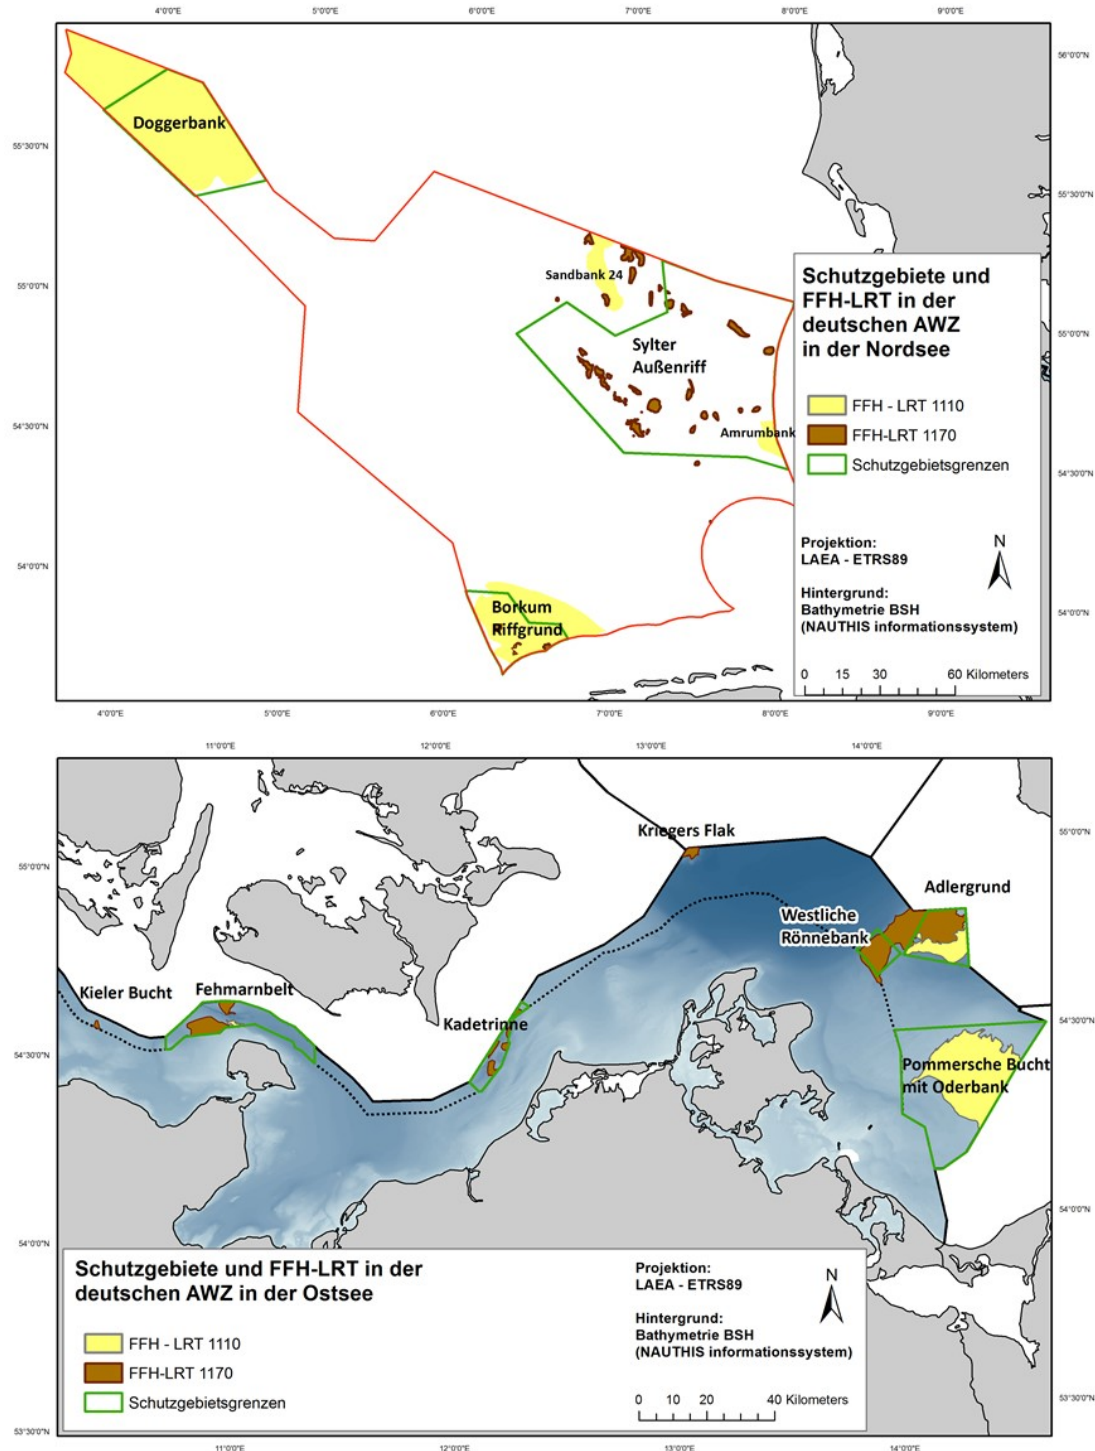 4°0'0"E 5°0'0"E 6°0'0"E 7°0'0"E 8°0'0"E 9°0'0"E
56°0'0"N
Doggerbank
55°30'0"N
55°30'0"N
Sandbank 24
55°0'0"N
55°0'0"N
Sylter
Außenriff
Amrumbank
54°30'0"N
54°30'0"N
54°0'0"N
54°0'0"N
Borkum
Riffgrund
Schutzgebiete und
FFH-LRT in der
deutschen AWZ
in der Nordsee
FFH - LRT 1110
FFH-LRT 1170
Schutzgebietsgrenzen
Projektion:
LAEA - ETRS89
N
Hintergrund:
Bathymetrie BSH
(NAUTHIS informationssystem)
0 15 30 60 Kilometers
4°0'0"E 5°0'0"E 6°0'0"E 7°0'0"E 8°0'0"E 9°0'0"E
11°0'0"E 12°0'0"E 13°0'0"E 14°0'0"E
Kriegers Flak
55°0'0"N
55°0'0"N
Adlergrund
Westliche
Rönnebank
Kieler Bucht
Fehmarnbelt
Kadetrinne
54°30'0"N
54°30'0"N
Pommersche Bucht
mit Oderbank
54°0'0"N
54°0'0"N
Schutzgebiete und FFH-LRT in der
deutschen AWZ in der Ostsee
FFH - LRT 1110
FFH-LRT 1170
Schutzgebietsgrenzen
Projektion:
LAEA - ETRS89
N
Hintergrund:
Bathymetrie BSH
(NAUTHIS informationssystem)
0 10 20 40 Kilometers
53°30'0"N
53°30'0"N
11°0'0"E 12°0'0"E 13°0'0"E 14°0'0"E